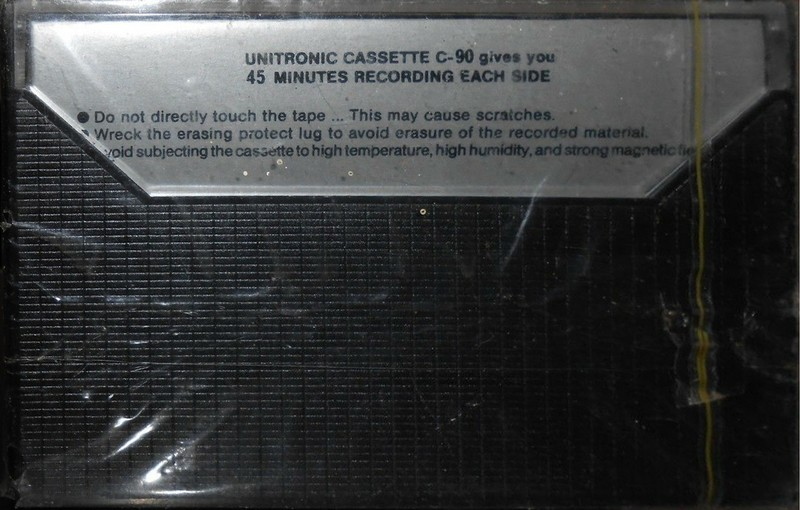 UNITRONIC CASSETTE C-90 gives you
45 MINUTES RECORDING EACH SIDE
● Do not directly touch the tape ... This may cause scratches.
● Wreck the erasing protect lug to avoid erasure of the recorded material.
void subjecting the cassette to high temperature, high humidity, and strong magnetic fie